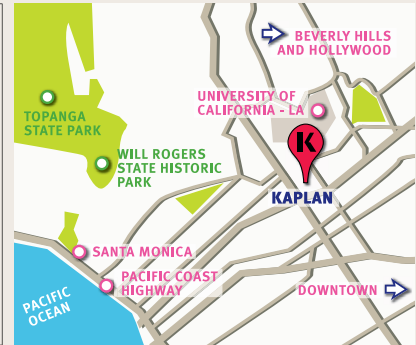 BEVERLY HILLS
AND HOLLYWOOD
UNIVERSITY OF
CALIFORNIA - LA
TOPANGA
STATE PARK
K
WILL ROGERS
STATE HISTORIC
PARK
KAPLAN
SANTA MONICA
PACIFIC COAST
HIGHWAY
DOWNTOWN
PACIFIC
OCEAN